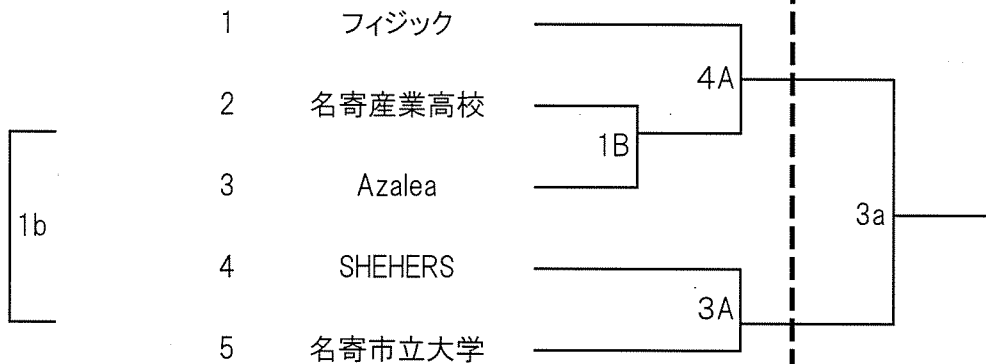 1 フィジック
4A
2 名寄産業高校
1B
3 Azalea
1b
3a
4 SHEHERS
3A
5 名寄市立大学